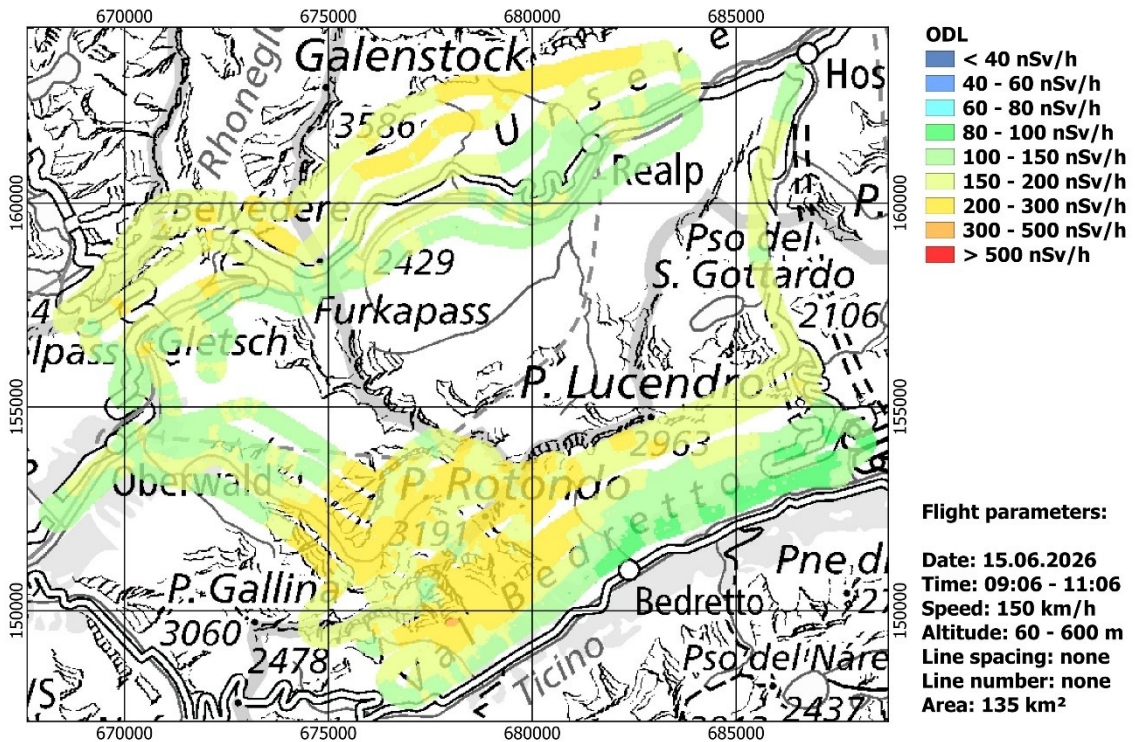 670000 675000 680000 685000
ODL
< 40 nSv/h
40 - 60 nSv/h
60 - 80 nSv/h
80 - 100 nSv/h
100 - 150 nSv/h
150 - 200 nSv/h
200 - 300 nSv/h
300 - 500 nSv/h
> 500 nSv/h
Galenstock
Rhonegle
Hos
3586
U r s e r e
Realp
160000 160000
Belvedere
P.
Pso del
2429
S. Gottardo
Furkapass
2106
lpass
Gletsch
P. Lucendro
155000 155000
2963
Oberwald
P. Rotondo
3191
Flight parameters:
Date: 15.06.2026
Time: 09:06 - 11:06
Speed: 150 km/h
Altitude: 60 - 600 m
Line spacing: none
Line number: none
Area: 135 km²
Val Bedretto
P. Gallina
Pne di
Bedretto
150000 150000
3060
2478
Ticino
Pso del Nare
2437
/S
670000 675000 680000 685000